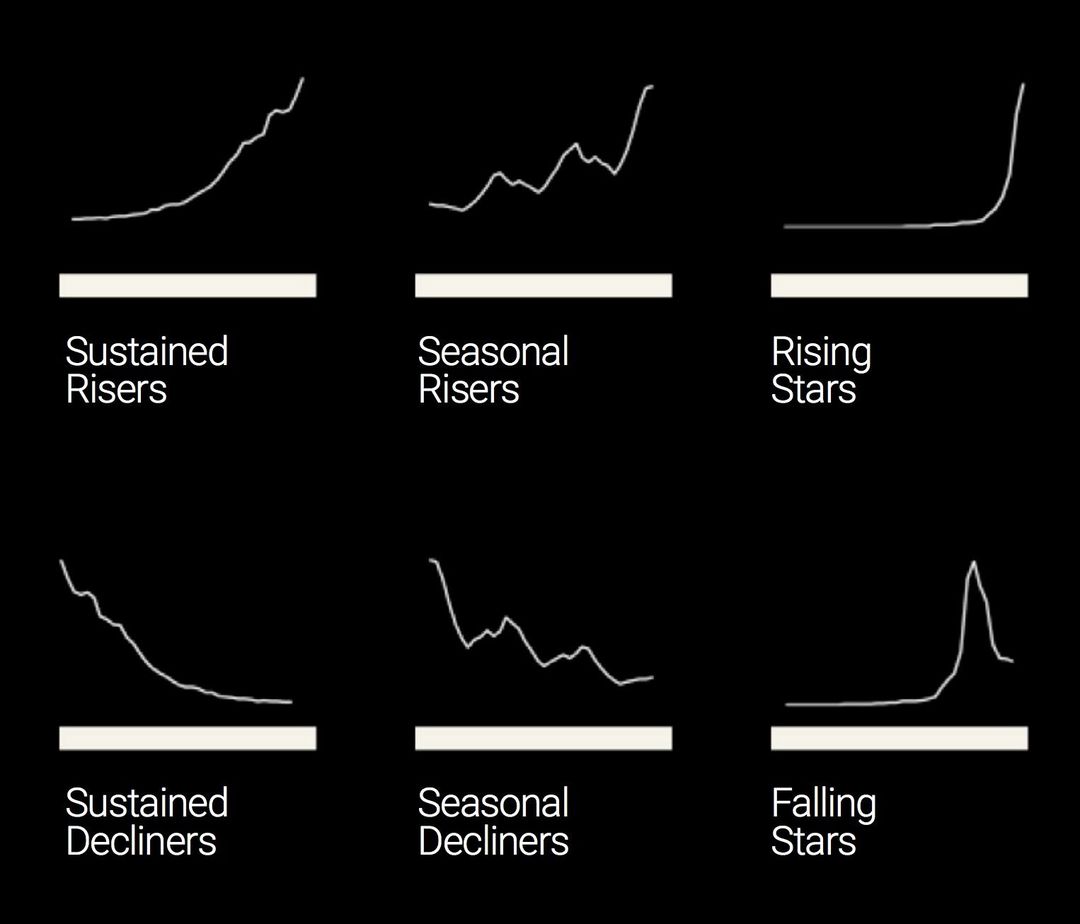 Sustained
Risers
Seasonal
Risers
Rising
Stars
Sustained
Decliners
Seasonal
Decliners
Falling
Stars